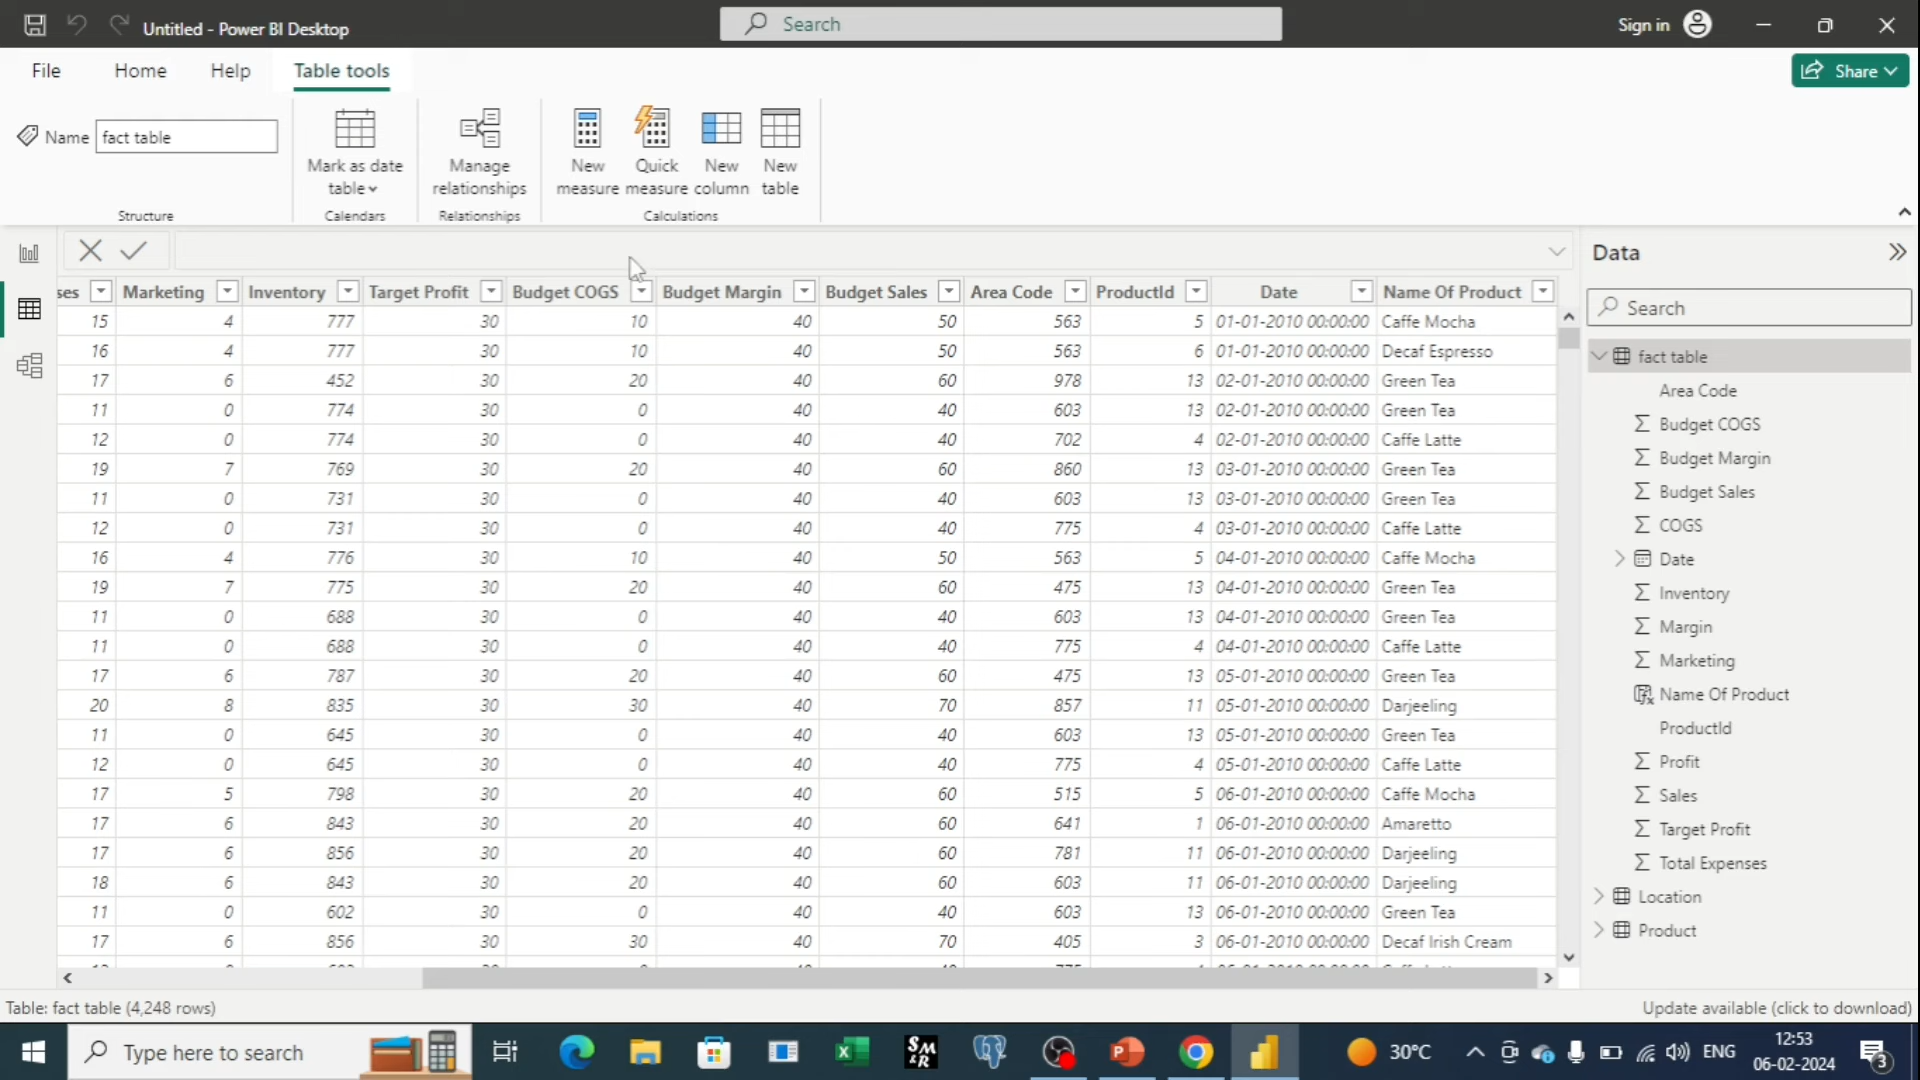 Untitled - Power BI Desktop
Search
Sign in
File
Home
Help
Table tools
Share
Name
fact table
Mark as date table
Manage relationships
New measure
Quick measure
New column
New table
Structure
Calendars
Relationships
Calculations
Data
Search
ses Marketing Inventory Target Profit Budget COGS Budget Margin Budget Sales Area Code ProductId Date Name Of Product
15 4 777 30 10 40 50 563 5 01-01-2010 00:00:00 Caffe Mocha
16 4 777 30 10 40 50 563 6 01-01-2010 00:00:00 Decaf Espresso
17 6 452 30 20 40 60 978 13 02-01-2010 00:00:00 Green Tea
11 0 774 30 0 40 40 603 13 02-01-2010 00:00:00 Green Tea
12 0 774 30 0 40 40 702 4 02-01-2010 00:00:00 Caffe Latte
19 7 769 30 20 40 60 860 13 03-01-2010 00:00:00 Green Tea
11 0 731 30 0 40 40 603 13 03-01-2010 00:00:00 Green Tea
12 0 731 30 0 40 40 775 4 03-01-2010 00:00:00 Caffe Latte
16 4 776 30 10 40 50 563 5 04-01-2010 00:00:00 Caffe Mocha
19 7 775 30 20 40 60 475 13 04-01-2010 00:00:00 Green Tea
11 0 688 30 0 40 40 603 13 04-01-2010 00:00:00 Green Tea
11 0 688 30 0 40 40 775 4 04-01-2010 00:00:00 Caffe Latte
17 6 787 30 20 40 60 475 13 05-01-2010 00:00:00 Green Tea
20 8 835 30 30 40 70 857 11 05-01-2010 00:00:00 Darjeeling
11 0 645 30 0 40 40 603 13 05-01-2010 00:00:00 Green Tea
12 0 645 30 0 40 40 775 4 05-01-2010 00:00:00 Caffe Latte
17 5 798 30 20 40 60 515 5 06-01-2010 00:00:00 Caffe Mocha
17 6 843 30 20 40 60 641 1 06-01-2010 00:00:00 Amaretto
17 6 856 30 20 40 60 781 11 06-01-2010 00:00:00 Darjeeling
18 6 843 30 20 40 60 603 11 06-01-2010 00:00:00 Darjeeling
11 0 602 30 0 40 40 603 13 06-01-2010 00:00:00 Green Tea
17 6 856 30 30 40 70 405 3 06-01-2010 00:00:00 Decaf Irish Cream
fact table
Area Code
Budget COGS
Budget Margin
Budget Sales
COGS
Date
Inventory
Margin
Marketing
Name Of Product
ProductId
Profit
Sales
Target Profit
Total Expenses
Location
Product
Table: fact table (4,248 rows)
Update available (click to download)
Type here to search
SM
&R
30°C
ENG
12:53
06-02-2024
3